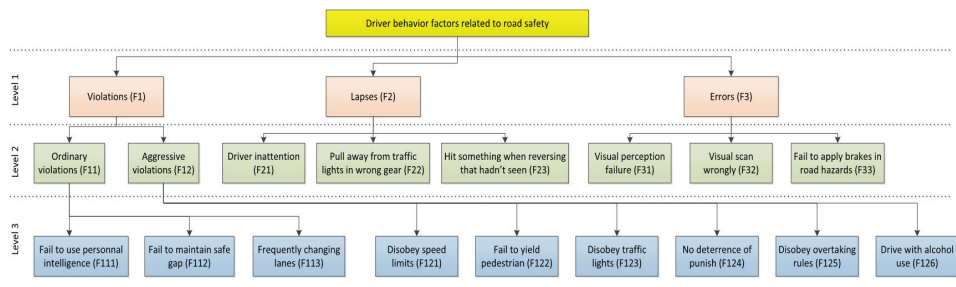 Driver behavior factors related to road safety
Level 1
Violations (F1)
Lapses (F2)
Errors (F3)
Level 2
Ordinary
violations (F11)
Aggressive
violations (F12)
Driver inattention
(F21)
Pull away from traffic
lights in wrong gear (F22)
Hit something when reversing
that hadn't seen (F23)
Visual perception
failure (F31)
Visual scan
wrongly (F32)
Fail to apply brakes in
road hazards (F33)
Level 3
Fail to use personnal
intelligence (F111)
Fail to maintain safe
gap (F112)
Frequently changing
lanes (F113)
Disobey speed
limits (F121)
Fail to yield
pedestrian (F122)
Disobey traffic
lights (F123)
No deterrence of
punish (F124)
Disobey overtaking
rules (F125)
Drive with alcohol
use (F126)